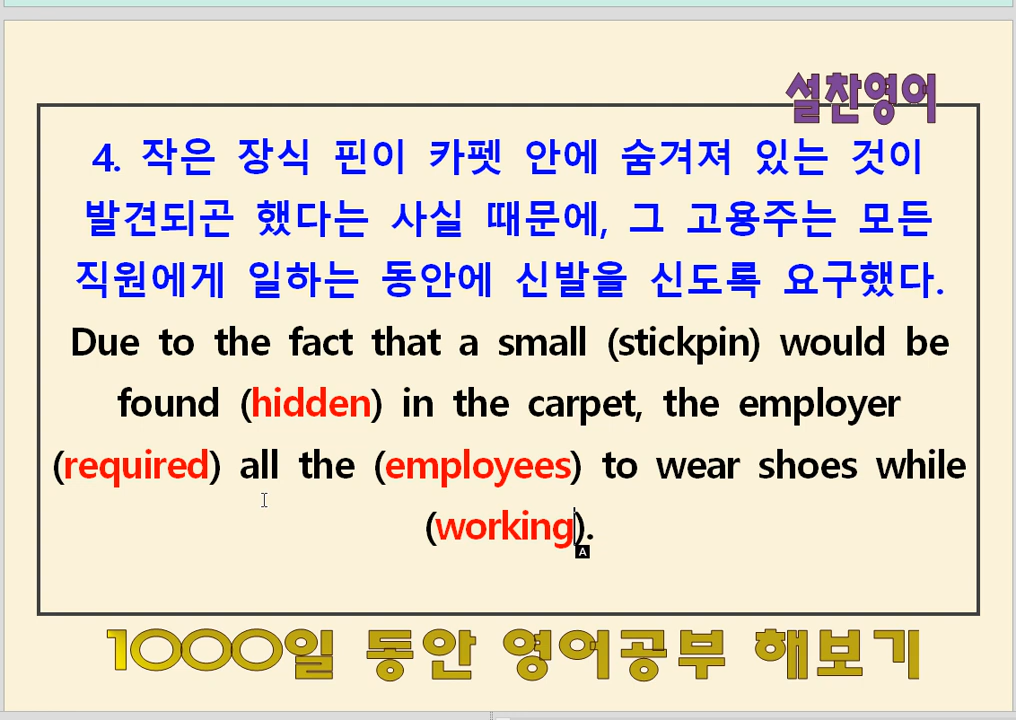 설찬영어
4. 작은 장식 핀이 카펫 안에 숨겨져 있는 것이
발견되곤 했다는 사실 때문에, 그 고용주는 모든
직원에게 일하는 동안에 신발을 신도록 요구했다.
Due to the fact that a small (stickpin) would be
found (hidden) in the carpet, the employer
(required) all the (employees) to wear shoes while
(working).
A
1000일 동안 영어공부 해보기